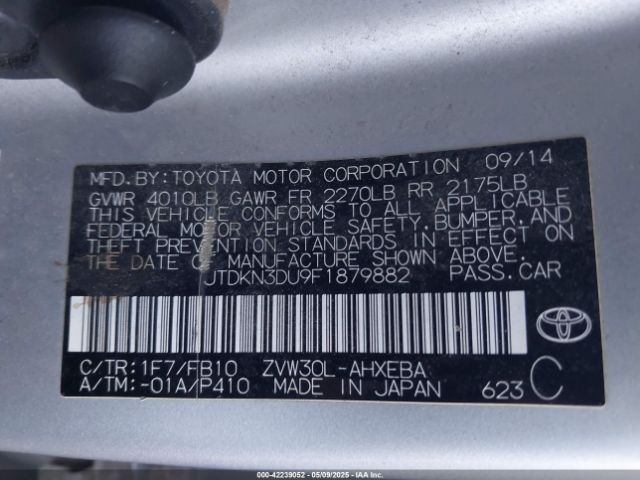 MFD. BY: TOYOTA MOTOR CORPORATION 09/14
GVWR 4010LB GAWR FR 2270LB RR 2175LB
THIS VEHICLE CONFORMS TO ALL APPLICABLE
FEDERAL MOTOR VEHICLE SAFETY, BUMPER, AND
THEFT PREVENTION STANDARDS IN EFFECT ON
THE DATE OF MANUFACTURE SHOWN ABOVE.
JTDKN3DU9F1879882 PASS. CAR
C/TR: 1F7/FB10 ZVW30L-AHXEBA
A/TM: -01A/P410 MADE IN JAPAN 623 C
000-42239052 - 05/09/2025 - IAAI.COM